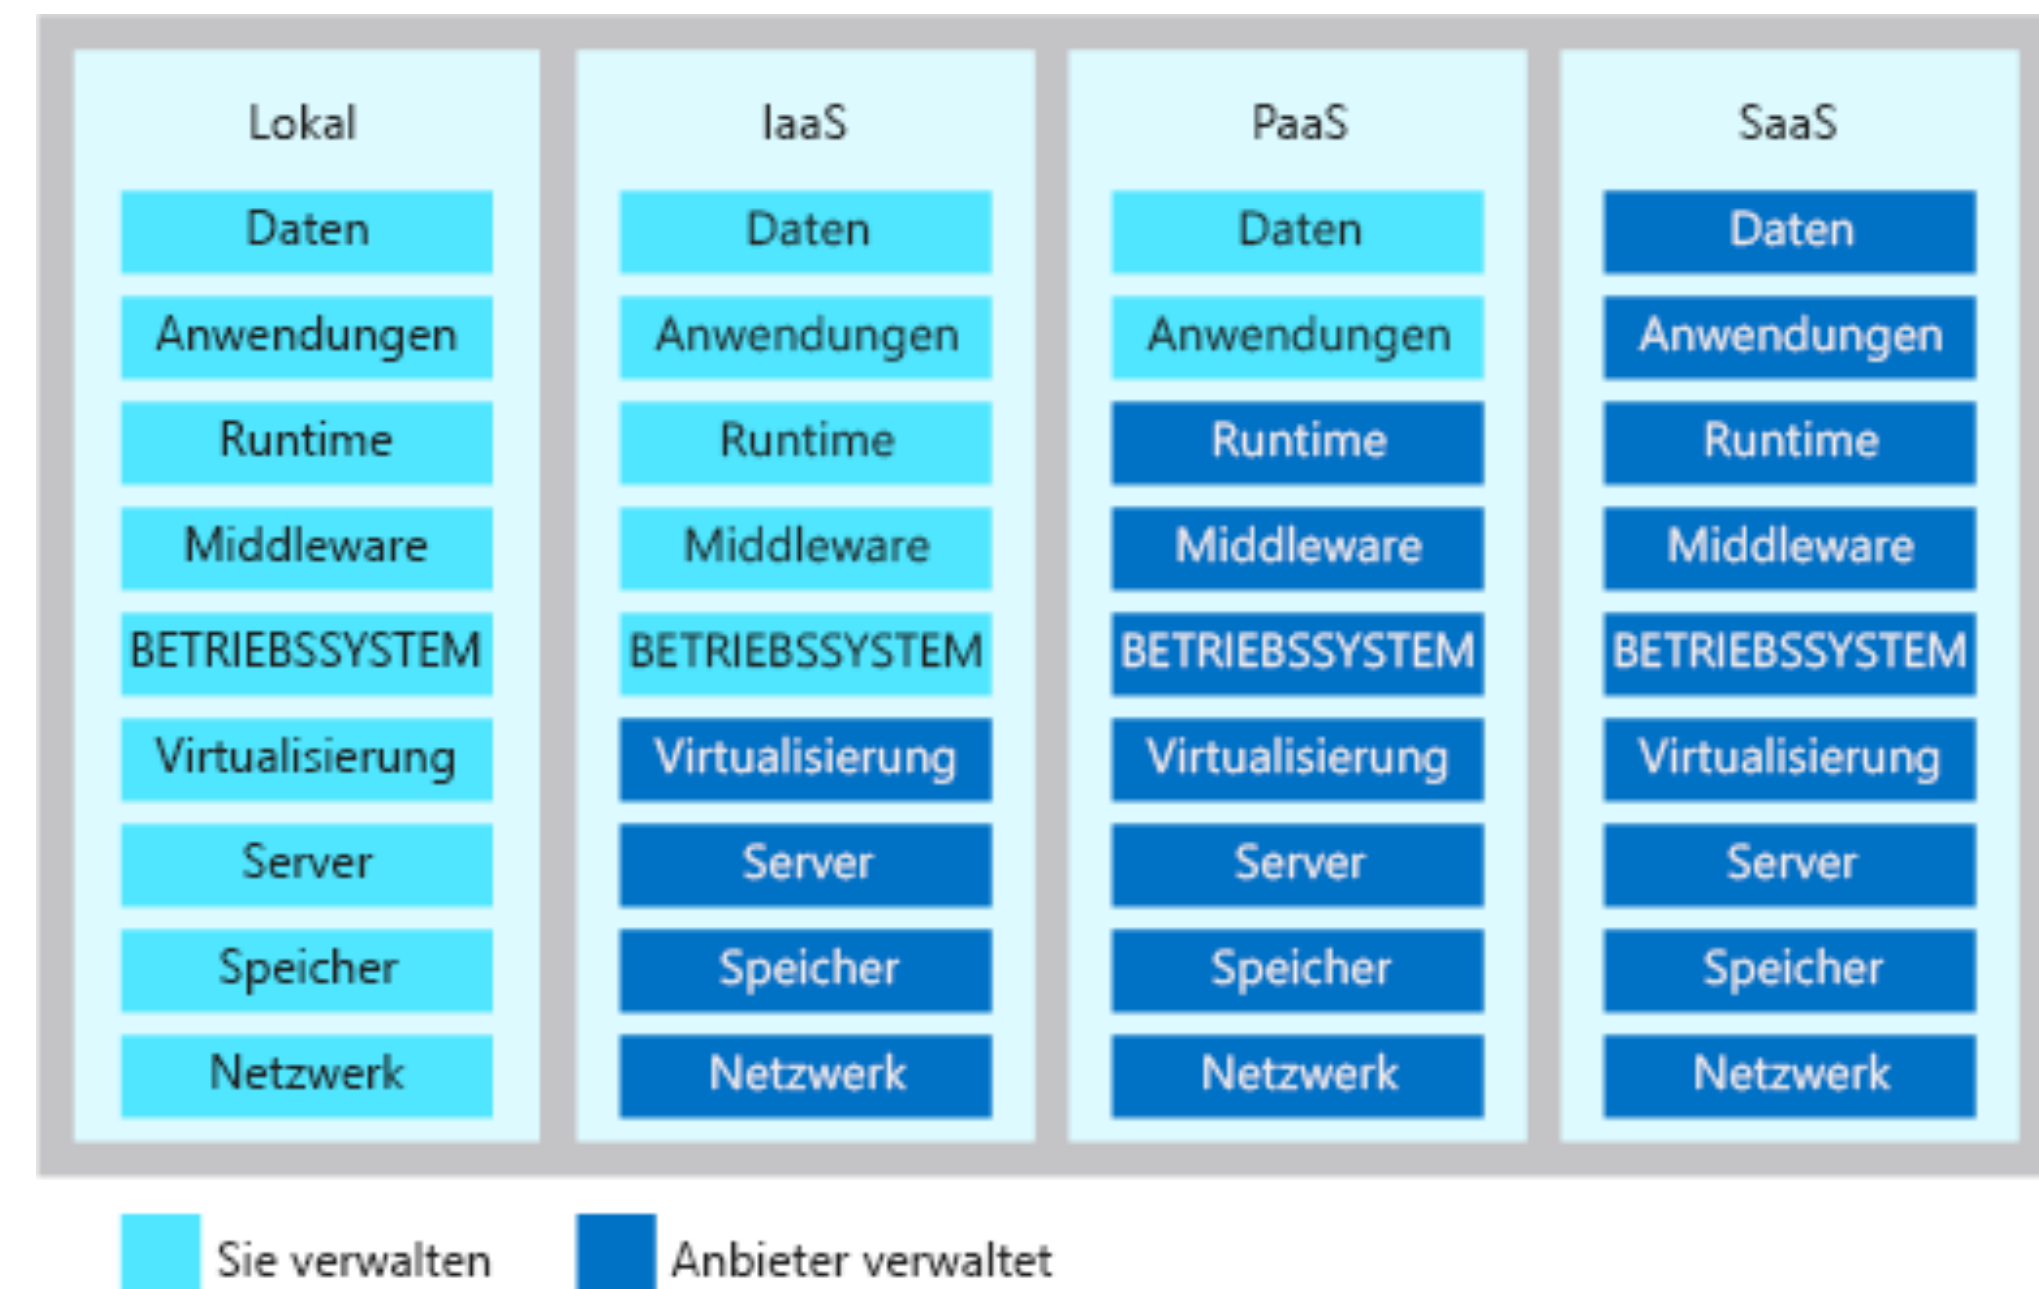 Lokal
Daten
Anwendungen
Runtime
Middleware
BETRIEBSSYSTEM
Virtualisierung
Server
Speicher
Netzwerk
IaaS
Daten
Anwendungen
Runtime
Middleware
BETRIEBSSYSTEM
Virtualisierung
Server
Speicher
Netzwerk
PaaS
Daten
Anwendungen
Runtime
Middleware
BETRIEBSSYSTEM
Virtualisierung
Server
Speicher
Netzwerk
SaaS
Daten
Anwendungen
Runtime
Middleware
BETRIEBSSYSTEM
Virtualisierung
Server
Speicher
Netzwerk
Sie verwalten
Anbieter verwaltet